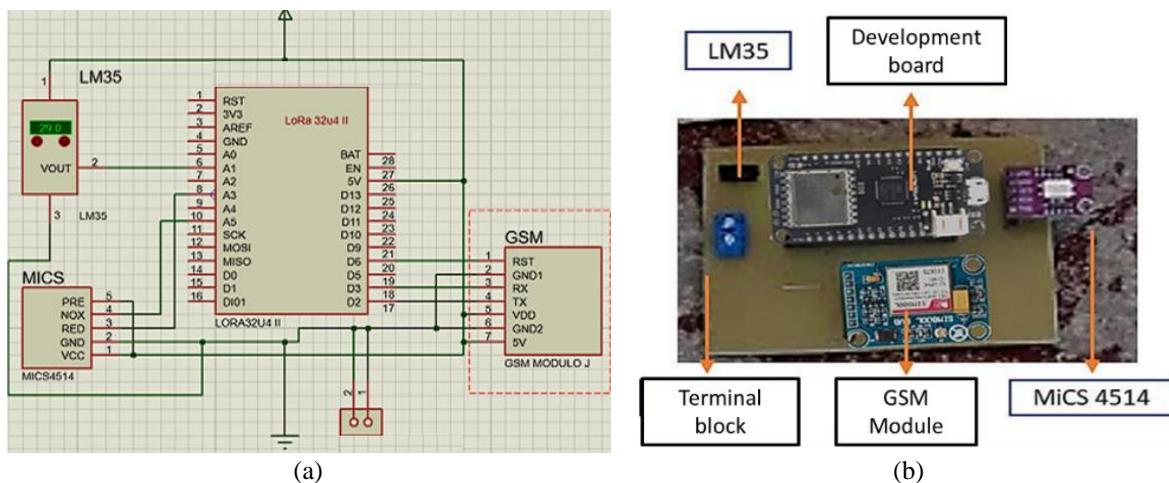 LM35
1
29.0
VOUT
2
3
LM35
MICS
PRE 5
NOX 4
RED 3
GND 2
VCC 1
MICS4514
LoRa 32u4 II
1 RST
2 3V3
3 AREF
4 GND
5 A0
6 A1
7 A2
8 A3
9 A4
10 A5
11 SCK
12 MOSI
13 MISO
14 D0
15 D1
16 DI01
BAT 28
EN 27
5V 26
D13 25
D12 24
D11 23
D10 22
D9 21
D6 20
D5 19
D3 18
D2 17
LORA32U4 II
2 1
GSM
1 RST
2 GND1
3 RX
4 TX
5 VDD
6 GND2
7 5V
GSM MODULO J
(a)
LM35
Development
board
Terminal
block
GSM
Module
MiCS 4514
(b)